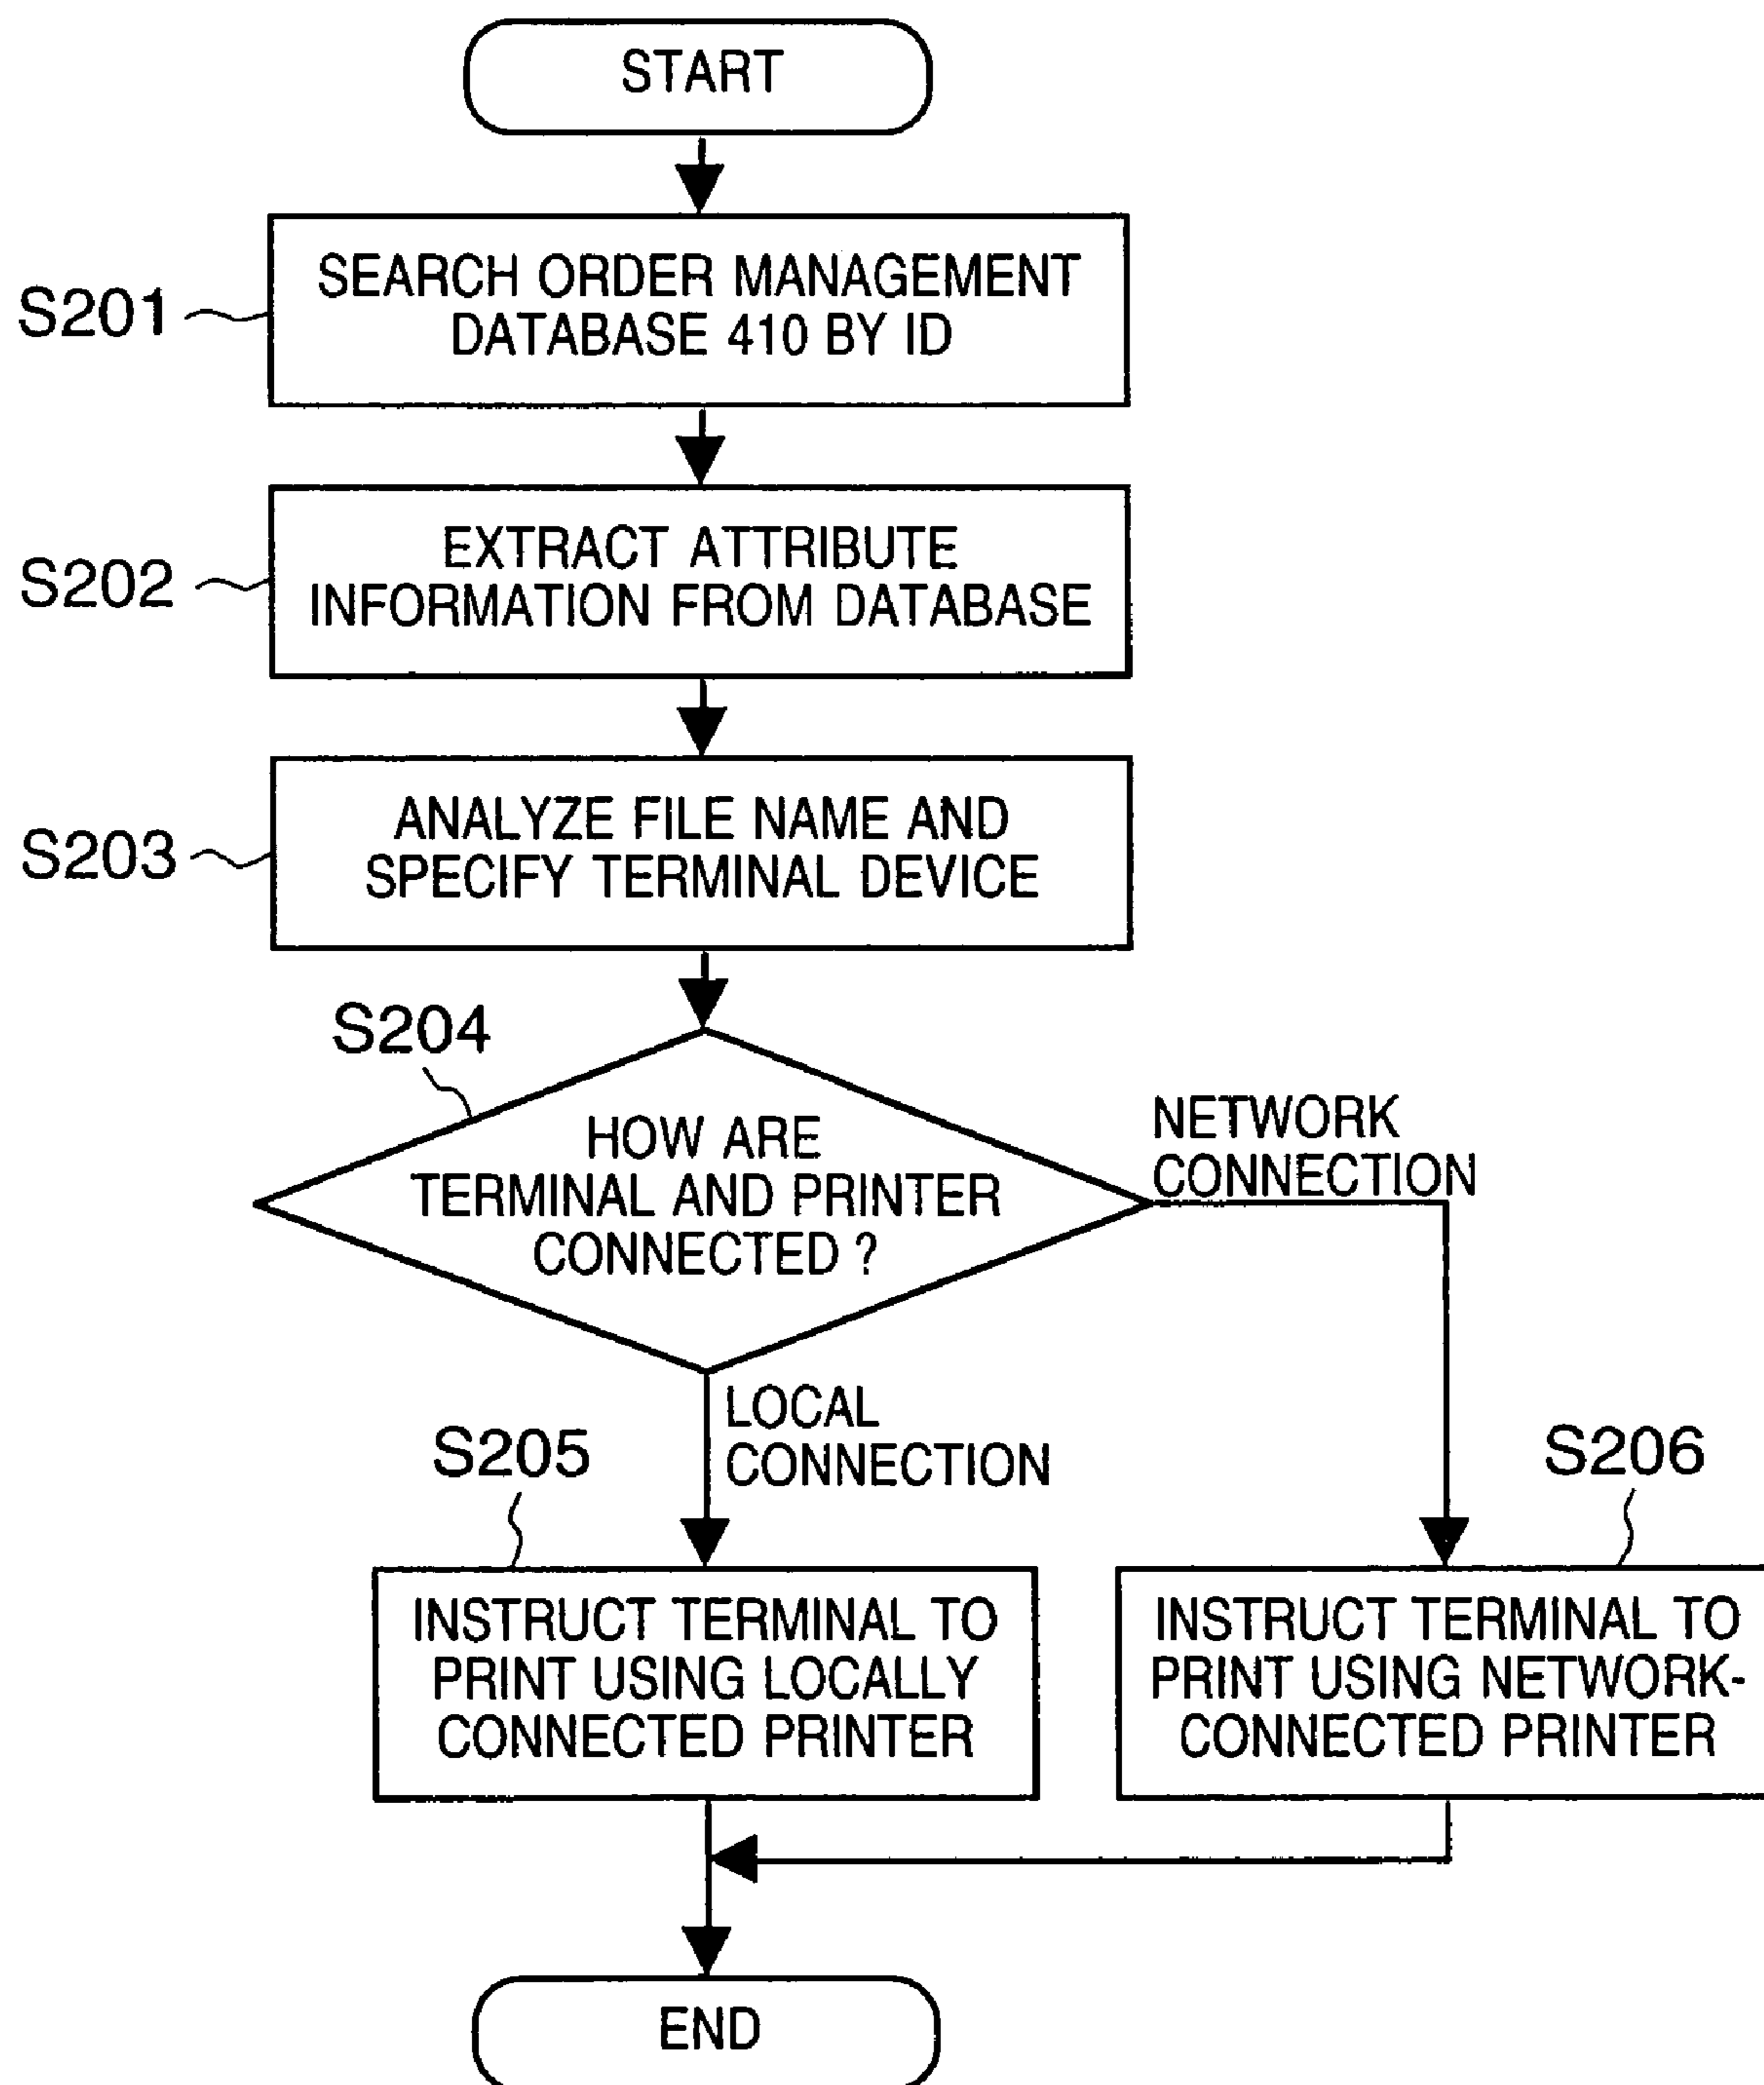 START
S201
SEARCH ORDER MANAGEMENT
DATABASE 410 BY ID
S202
EXTRACT ATTRIBUTE
INFORMATION FROM DATABASE
S203
ANALYZE FILE NAME AND
SPECIFY TERMINAL DEVICE
S204
HOW ARE
TERMINAL AND PRINTER
CONNECTED ?
NETWORK
CONNECTION
LOCAL
CONNECTION
S205
INSTRUCT TERMINAL TO
PRINT USING LOCALLY
CONNECTED PRINTER
S206
INSTRUCT TERMINAL TO
PRINT USING NETWORK-
CONNECTED PRINTER
END